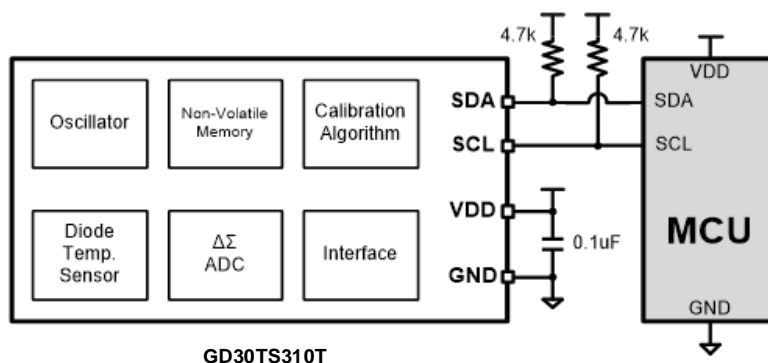 4.7k
4.7k
VDD
SDA
SDA
Oscillator
Non-Volatile
Memory
Calibration
Algorithm
SCL
SCL
VDD
MCU
Diode
Temp.
Sensor
ΔΣ
ADC
Interface
0.1uF
GND
GND
GD30TS310T